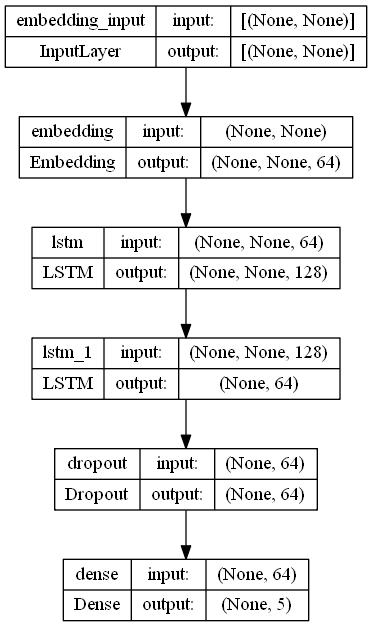 embedding_input input: [(None, None)]
InputLayer output: [(None, None)]
embedding input: (None, None)
Embedding output: (None, None, 64)
lstm input: (None, None, 64)
LSTM output: (None, None, 128)
lstm_1 input: (None, None, 128)
LSTM output: (None, 64)
dropout input: (None, 64)
Dropout output: (None, 64)
dense input: (None, 64)
Dense output: (None, 5)